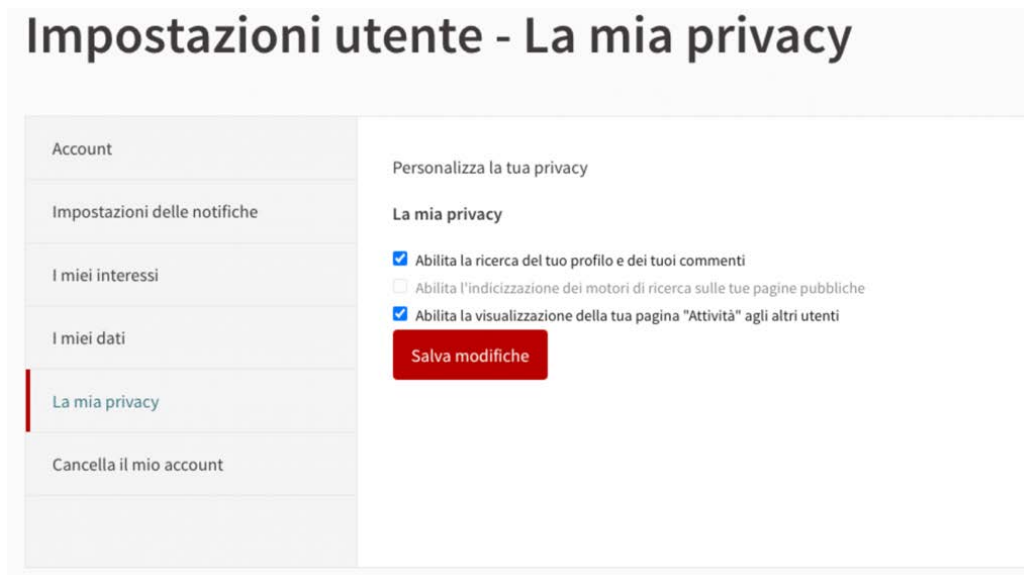 Impostazioni utente - La mia privacy
Account
Impostazioni delle notifiche
I miei interessi
I miei dati
La mia privacy
Cancella il mio account
Personalizza la tua privacy
La mia privacy
Abilita la ricerca del tuo profilo e dei tuoi commenti
Abilita l'indicizzazione dei motori di ricerca sulle tue pagine pubbliche
Abilita la visualizzazione della tua pagina "Attività" agli altri utenti
Salva modifiche